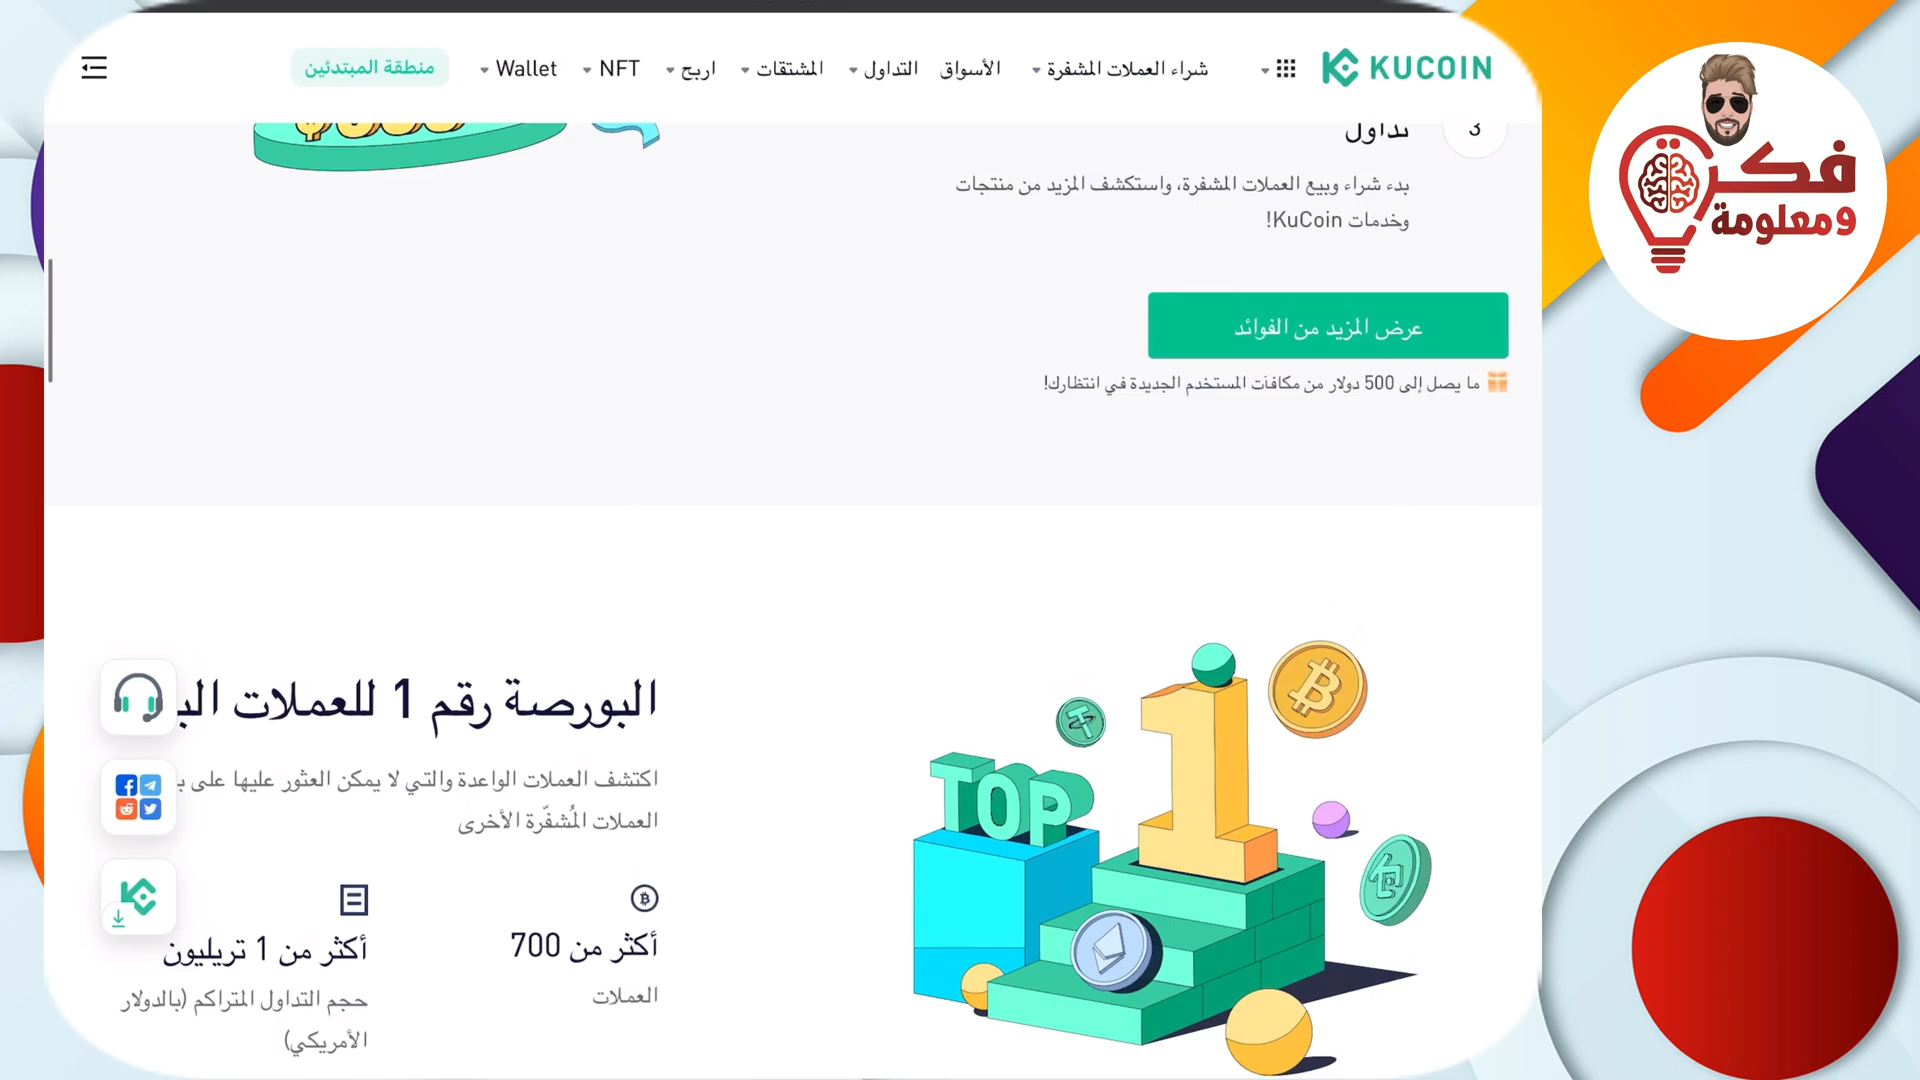 KUCOIN
شراء العملات المشفرة
الأسواق
التداول
المشتقات
اربح
NFT
Wallet
منطقة المبتدئين
فكرة
ومعلومة
3
تداول
بدء شراء وبيع العملات المشفرة، واستكشف المزيد من منتجات
وخدمات KuCoin!
عرض المزيد من الفوائد
ما يصل إلى 500 دولار من مكافآت المستخدم الجديدة في انتظارك!
البورصة رقم 1 للعملات
اكتشف العملات الواعدة والتي لا يمكن العثور عليها على
العملات المُشفّرة الأخرى
أكثر من 700
العملات
أكثر من 1 تريليون
حجم التداول المتراكم (بالدولار
الأمريكي)
TOP
1